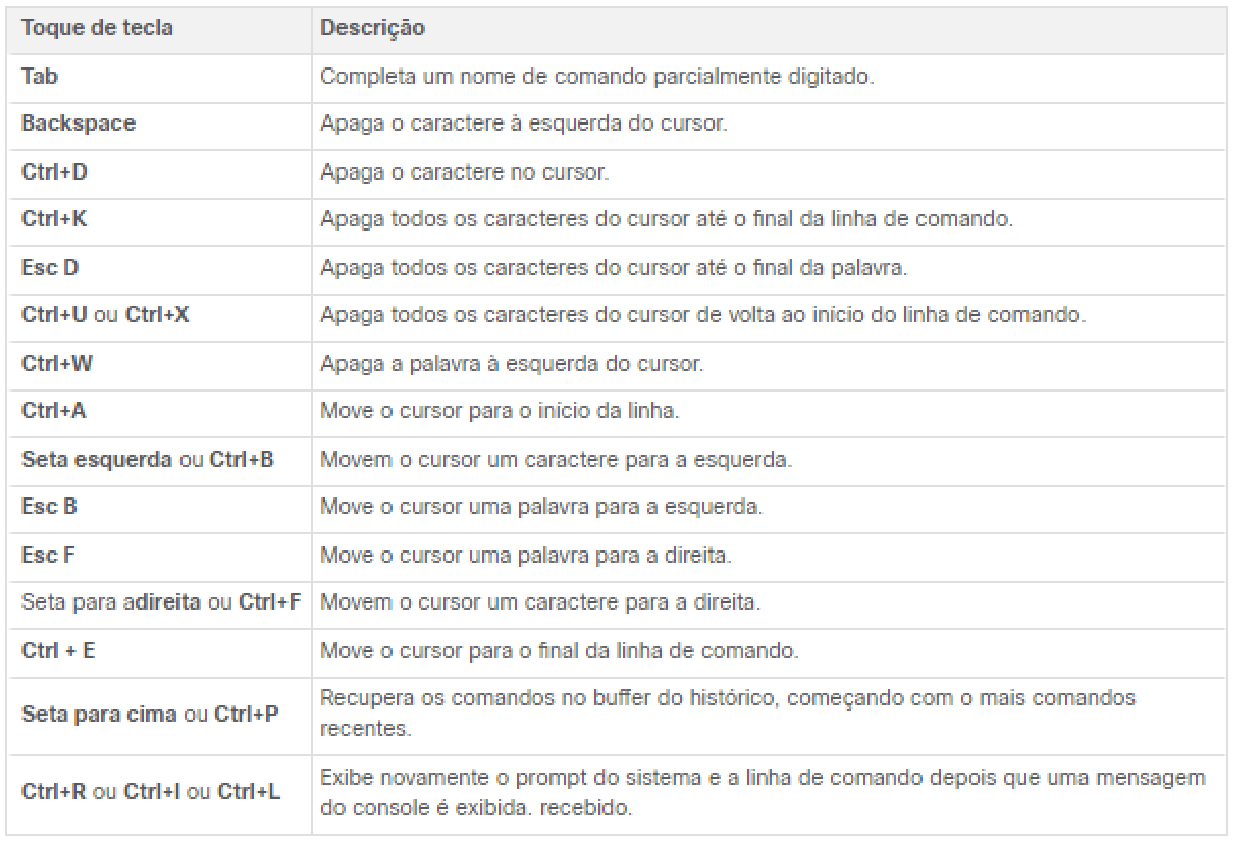 Toque de tecla Descrição
Tab Completa um nome de comando parcialmente digitado.
Backspace Apaga o caractere à esquerda do cursor.
Ctrl+D Apaga o caractere no cursor.
Ctrl+K Apaga todos os caracteres do cursor até o final da linha de comando.
Esc D Apaga todos os caracteres do cursor até o final da palavra.
Ctrl+U ou Ctrl+X Apaga todos os caracteres do cursor de volta ao início do linha de comando.
Ctrl+W Apaga a palavra à esquerda do cursor.
Ctrl+A Move o cursor para o início da linha.
Seta esquerda ou Ctrl+B Movem o cursor um caractere para a esquerda.
Esc B Move o cursor uma palavra para a esquerda.
Esc F Move o cursor uma palavra para a direita.
Seta para adireita ou Ctrl+F Movem o cursor um caractere para a direita.
Ctrl + E Move o cursor para o final da linha de comando.
Seta para cima ou Ctrl+P Recupera os comandos no buffer do histórico, começando com o mais comandos
recentes.
Ctrl+R ou Ctrl+I ou Ctrl+L Exibe novamente o prompt do sistema e a linha de comando depois que uma mensagem
do console é exibida. recebido.